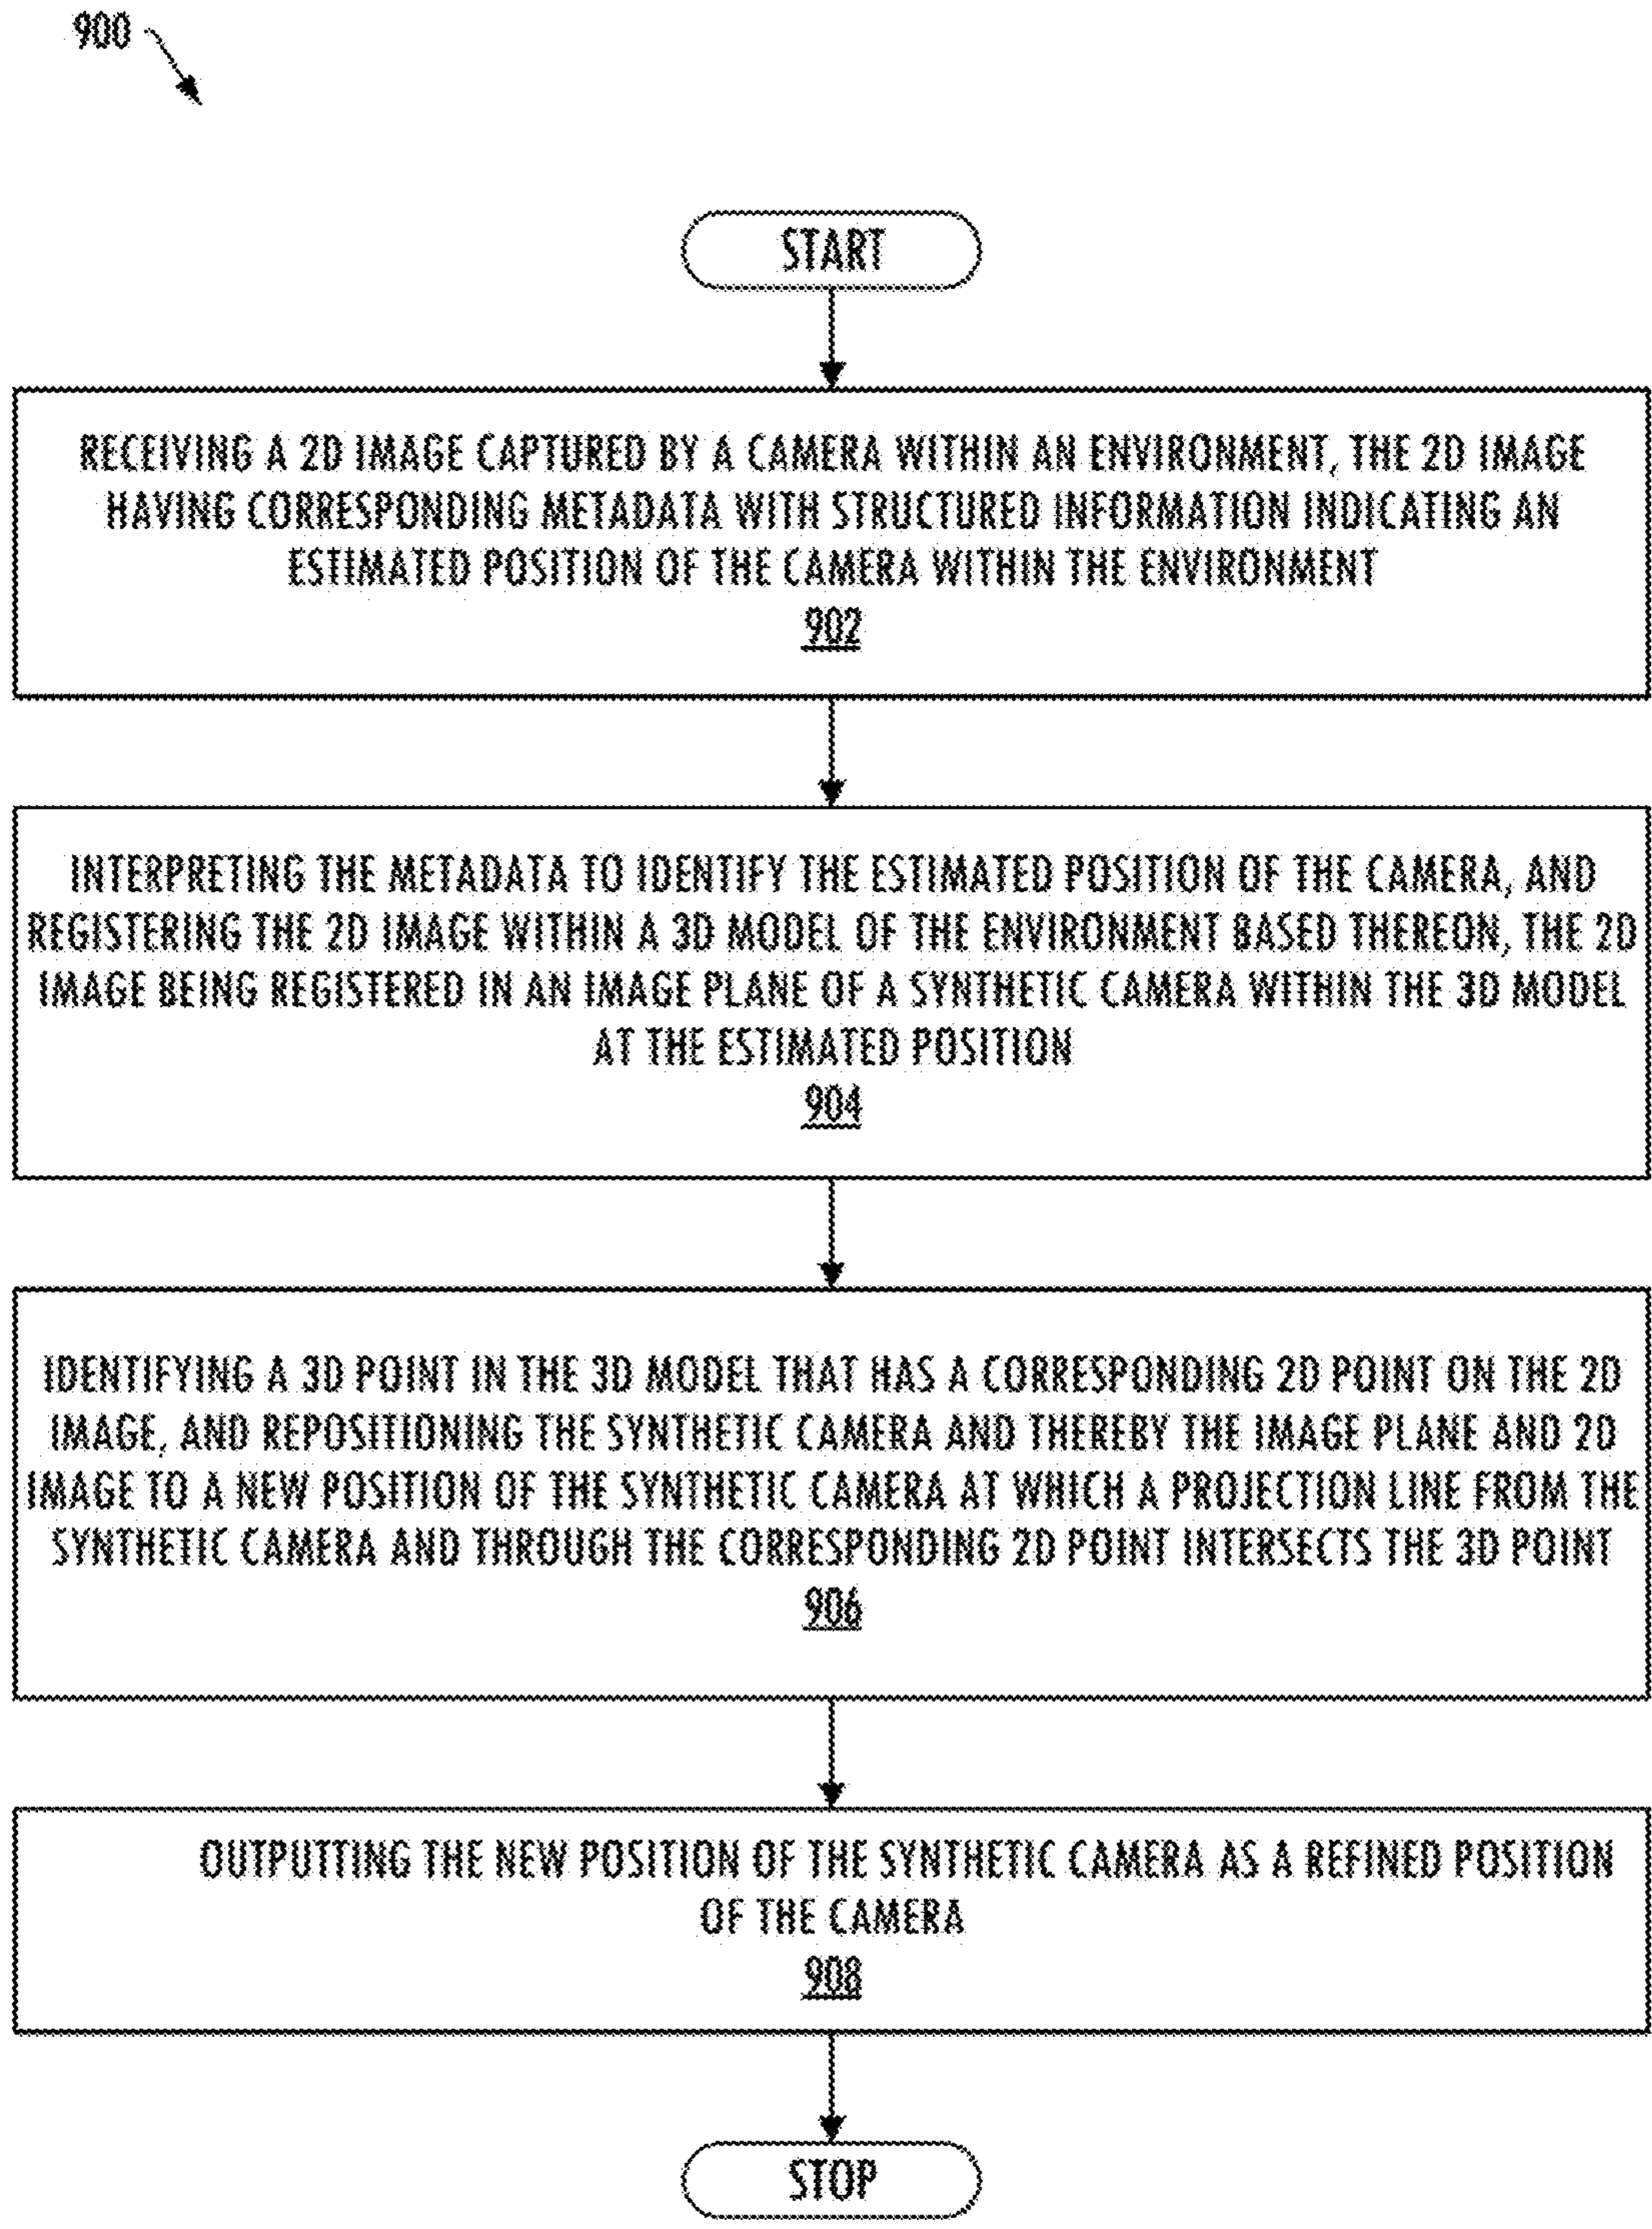 900
START
RECEIVING A 2D IMAGE CAPTURED BY A CAMERA WITHIN AN ENVIRONMENT, THE 2D IMAGE
HAVING CORRESPONDING METADATA WITH STRUCTURED INFORMATION INDICATING AN
ESTIMATED POSITION OF THE CAMERA WITHIN THE ENVIRONMENT
902
INTERPRETING THE METADATA TO IDENTIFY THE ESTIMATED POSITION OF THE CAMERA, AND
REGISTERING THE 2D IMAGE WITHIN A 3D MODEL OF THE ENVIRONMENT BASED THEREON, THE 2D
IMAGE BEING REGISTERED IN AN IMAGE PLANE OF A SYNTHETIC CAMERA WITHIN THE 3D MODEL
AT THE ESTIMATED POSITION
904
IDENTIFYING A 3D POINT IN THE 3D MODEL THAT HAS A CORRESPONDING 2D POINT ON THE 2D
IMAGE, AND REPOSITIONING THE SYNTHETIC CAMERA AND THEREBY THE IMAGE PLANE AND 2D
IMAGE TO A NEW POSITION OF THE SYNTHETIC CAMERA AT WHICH A PROJECTION LINE FROM THE
SYNTHETIC CAMERA AND THROUGH THE CORRESPONDING 2D POINT INTERSECTS THE 3D POINT
906
OUTPUTTING THE NEW POSITION OF THE SYNTHETIC CAMERA AS A REFINED POSITION
OF THE CAMERA
908
STOP